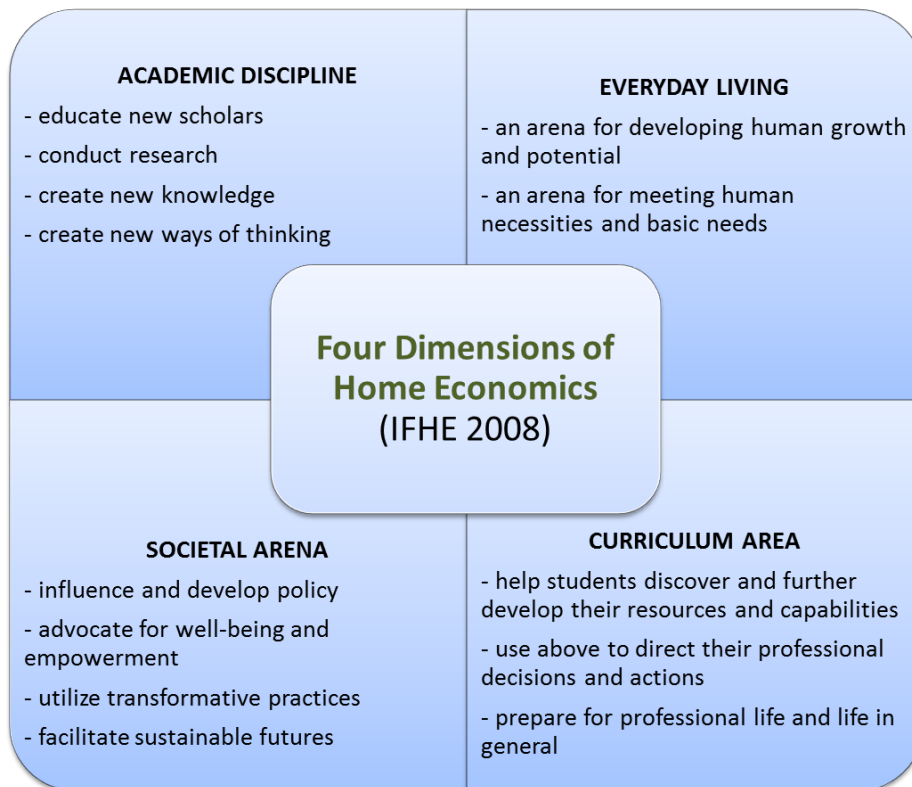 ACADEMIC DISCIPLINE
- educate new scholars
- conduct research
- create new knowledge
- create new ways of thinking
EVERYDAY LIVING
- an arena for developing human growth
and potential
- an arena for meeting human
necessities and basic needs
Four Dimensions of
Home Economics
(IFHE 2008)
SOCIETAL ARENA
- influence and develop policy
- advocate for well-being and
empowerment
- utilize transformative practices
- facilitate sustainable futures
CURRICULUM AREA
- help students discover and further
develop their resources and capabilities
- use above to direct their professional
decisions and actions
- prepare for professional life and life in
general